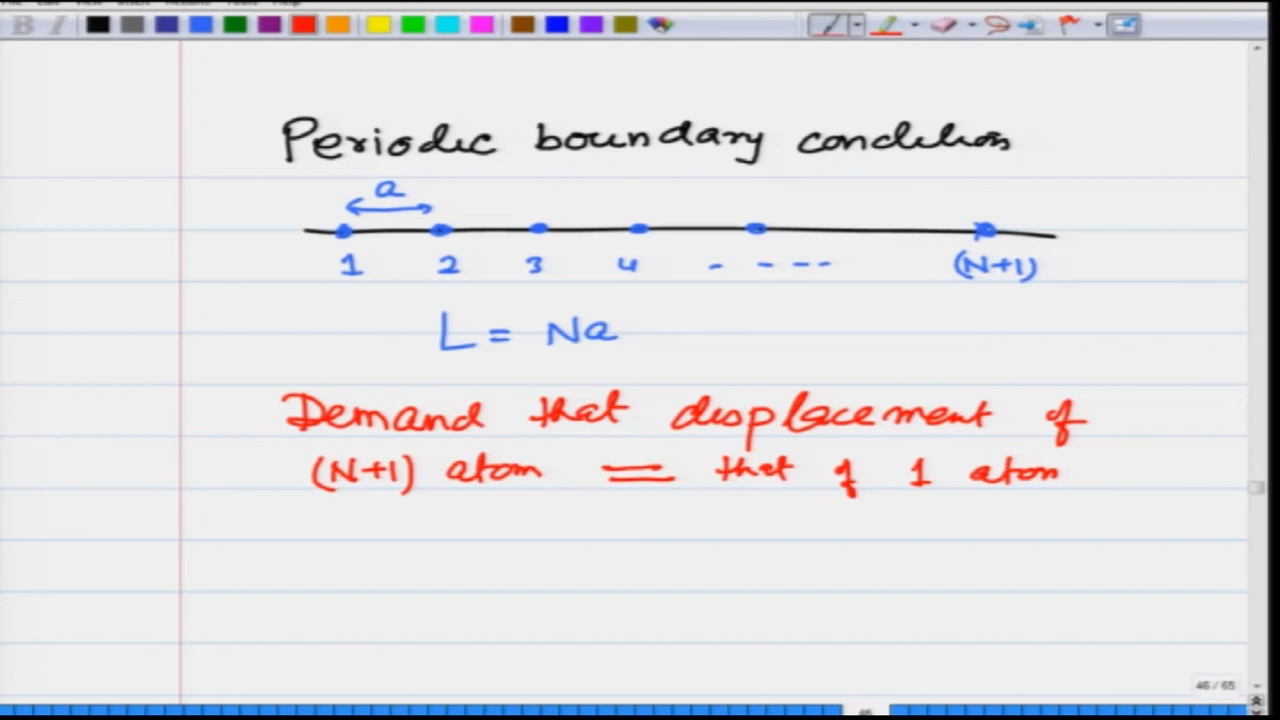 Periodic boundary condition
a
1 2 3 4 - - - - (N+1)
L = Na
Demand that displacement of
(N+1) atom = that of 1 atom
46 / 65